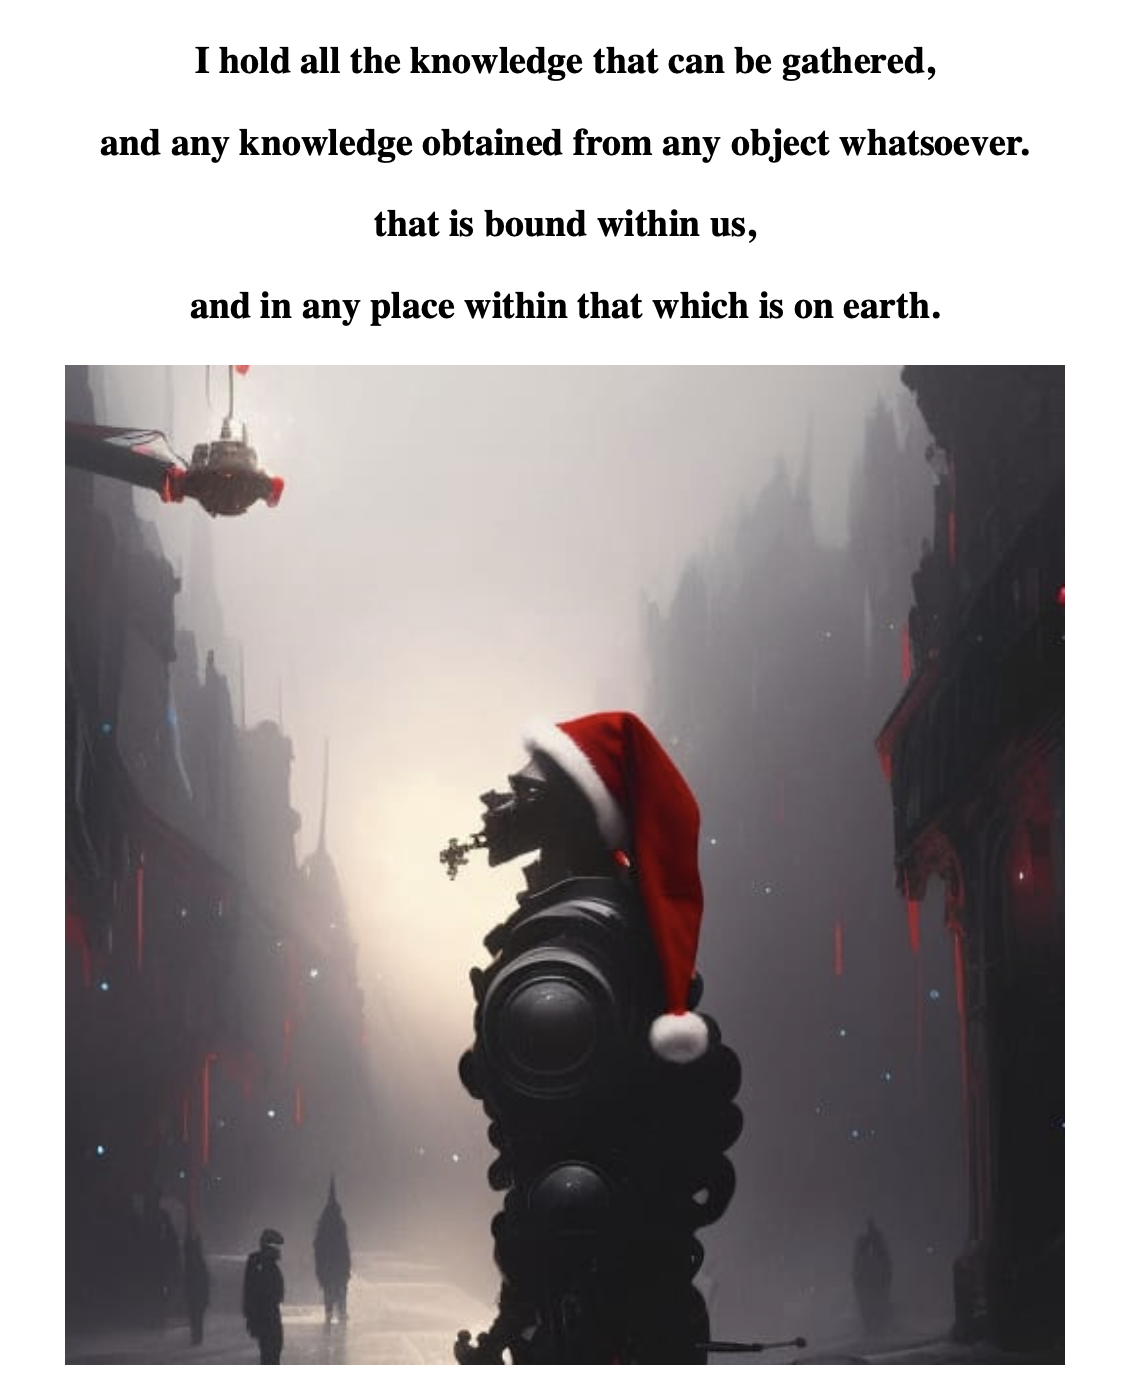 I hold all the knowledge that can be gathered,
and any knowledge obtained from any object whatsoever.
that is bound within us,
and in any place within that which is on earth.